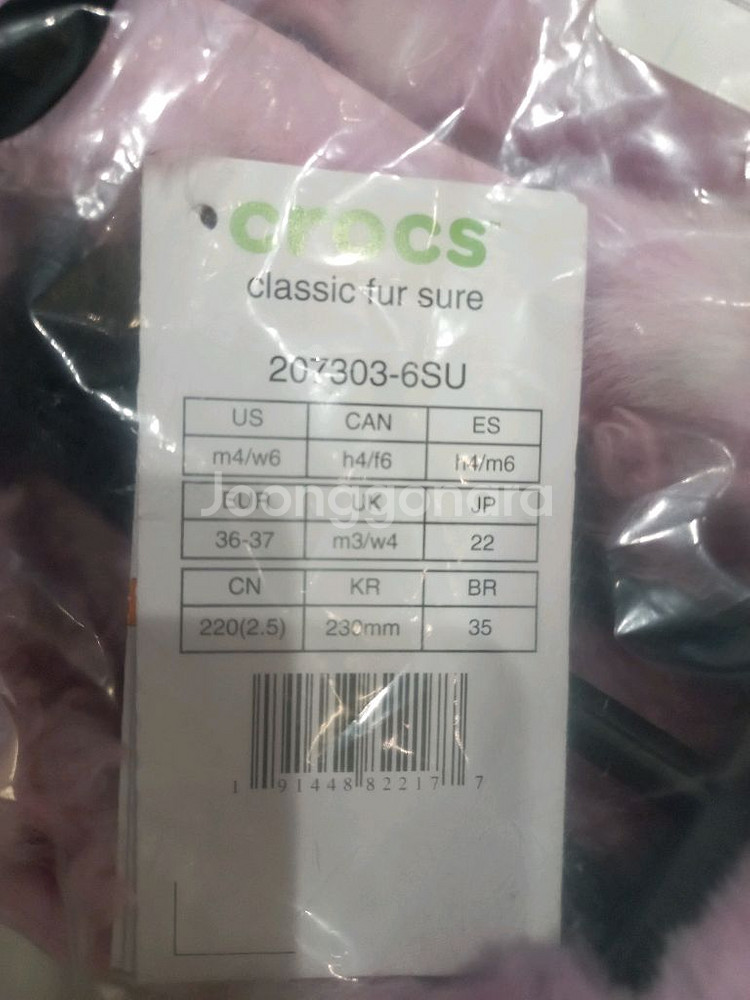 crocs™
classic fur sure
207303-6SU
US CAN ES
m4/w6 h4/f6 h4/m6
Joonggonara
EUR UK JP
36-37 m3/w4 22
CN KR BR
220(2.5) 230mm 35
1 91448 82217 7